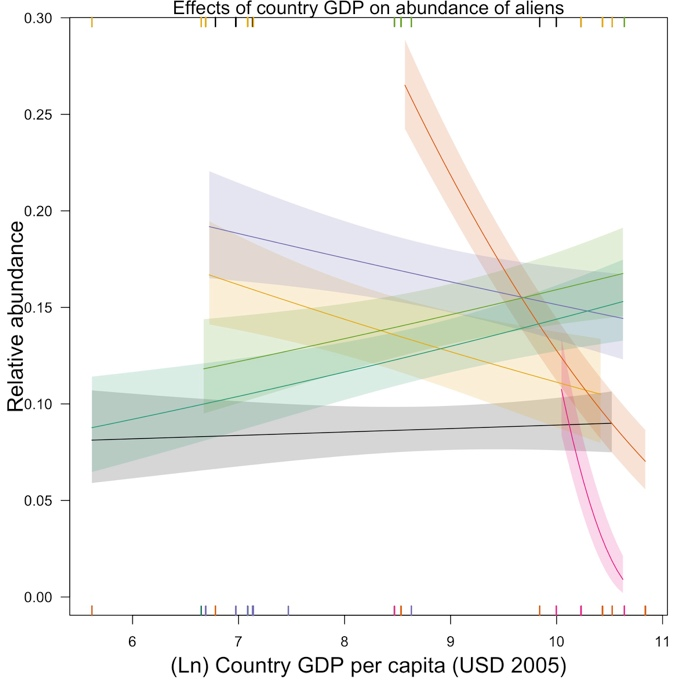 Effects of country GDP on abundance of aliens
0.30
0.25
0.20
0.15
0.10
0.05
0.00
Relative abundance
6 7 8 9 10 11
(Ln) Country GDP per capita (USD 2005)